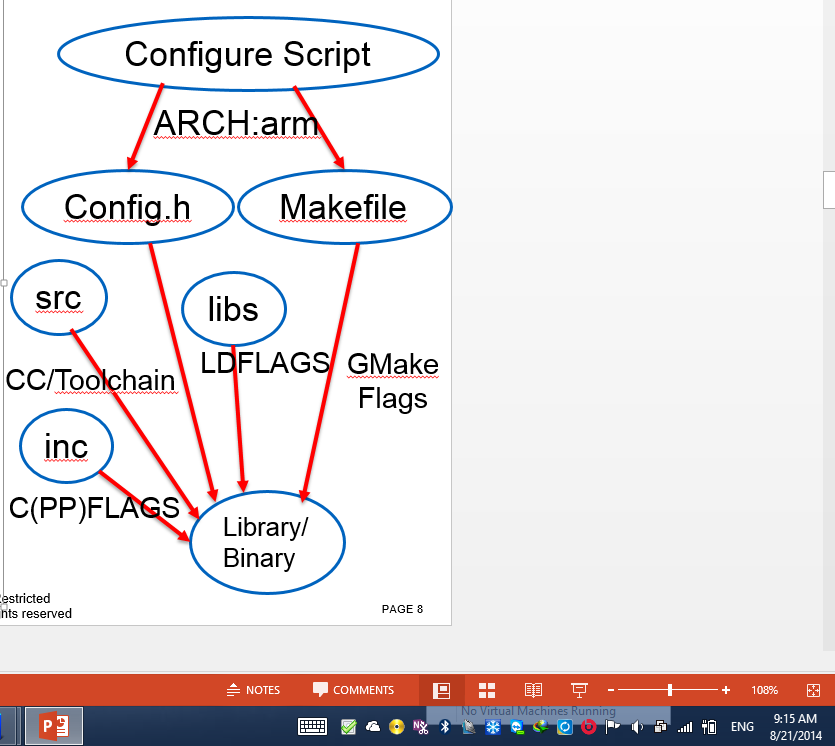 Configure Script
ARCH:arm
Config.h
Makefile
src
libs
LDFLAGS
GMake
Flags
CC/Toolchain
inc
C(PP)FLAGS
Library/
Binary
estricted
hts reserved
PAGE 8
NOTES
COMMENTS
108%
No Virtual Machines Running
ENG
9:15 AM
8/21/2014